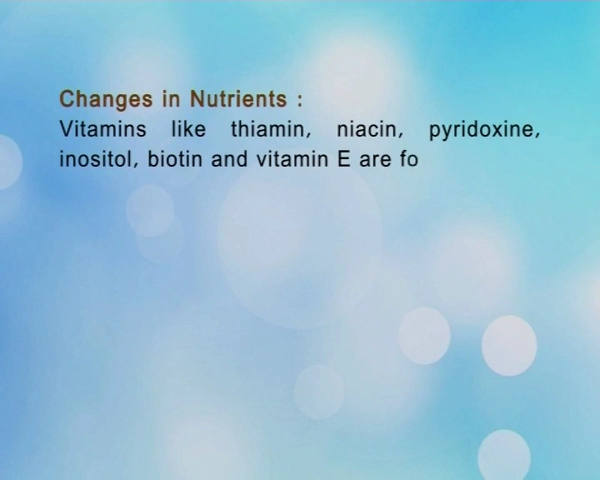 Changes in Nutrients :
Vitamins like thiamin, niacin, pyridoxine,
inositol, biotin and vitamin E are fo